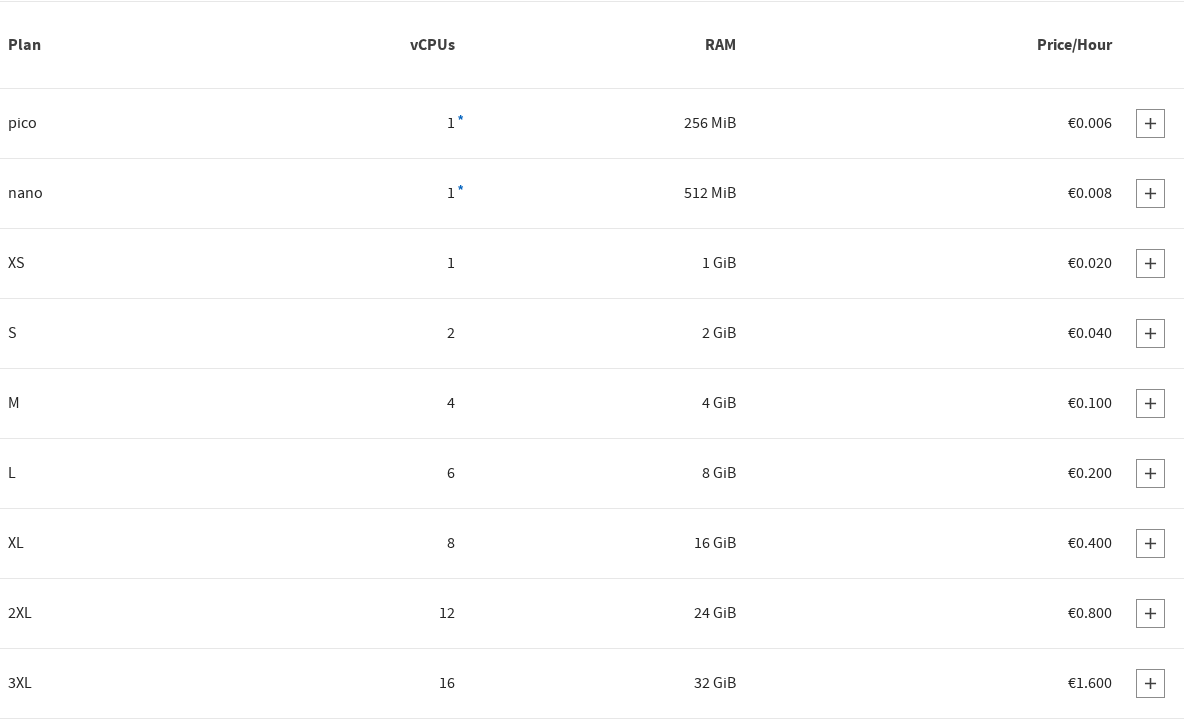 Plan vCPUs RAM Price/Hour
pico 1 * 256 MiB €0.006 +
nano 1 * 512 MiB €0.008 +
XS 1 1 GiB €0.020 +
S 2 2 GiB €0.040 +
M 4 4 GiB €0.100 +
L 6 8 GiB €0.200 +
XL 8 16 GiB €0.400 +
2XL 12 24 GiB €0.800 +
3XL 16 32 GiB €1.600 +